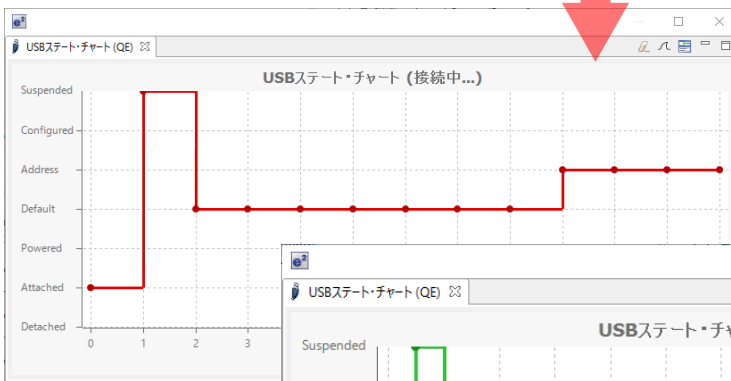 e²
USBステート・チャート (QE)
USBステート・チャート (接続中...)
Suspended
Configured
Address
Default
Powered
Attached
Detached
0 1 2 3
e²
USBステート・チャート (QE)
USBステート・チャ
Suspended